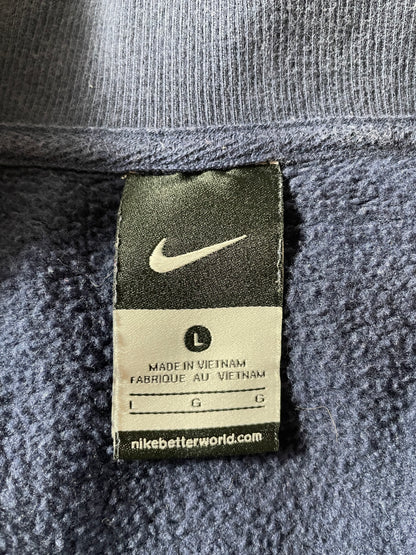 L
MADE IN VIETNAM
FABRIQUE AU VIETNAM
L G G
nikebetterworld.com